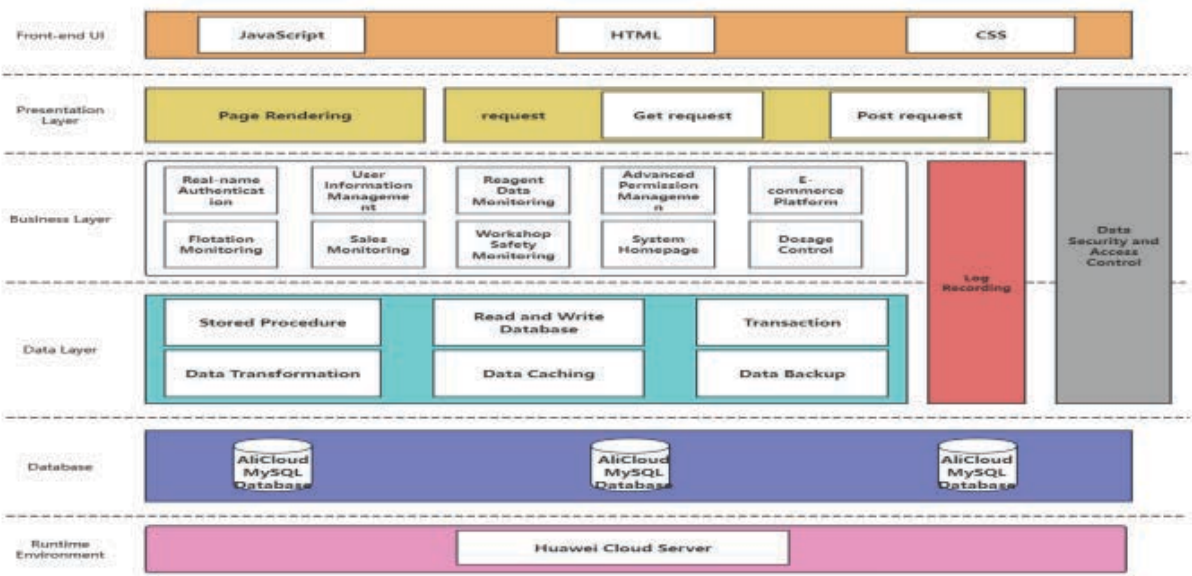 Front-end UI
JavaScript
HTML
CSS
Presentation
Layer
Page Rendering
request
Get request
Post request
Business Layer
Real-name
Authenticat
ion
User
Information
Manageme
nt
Reagent
Data
Monitoring
Advanced
Permission
Managemen
E-
commerce
Platform
Flotation
Monitoring
Sales
Monitoring
Workshop
Safety
Monitoring
System
Homepage
Dosage
Control
Log
Recording
Data
Security and
Access
Control
Data Layer
Stored Procedure
Read and Write
Database
Transaction
Data Transformation
Data Caching
Data Backup
Database
AliCloud
MySQL
Database
AliCloud
MySQL
Database
AliCloud
MySQL
Database
Runtime
Environment
Huawei Cloud Server